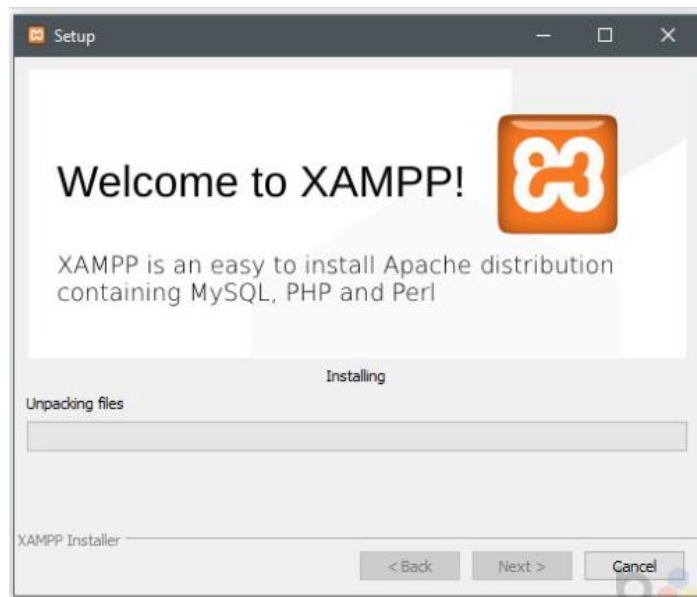 Setup
Welcome to XAMPP!
XAMPP is an easy to install Apache distribution
containing MySQL, PHP and Perl
Installing
Unpacking files
XAMPP Installer
< Back
Next >
Cancel